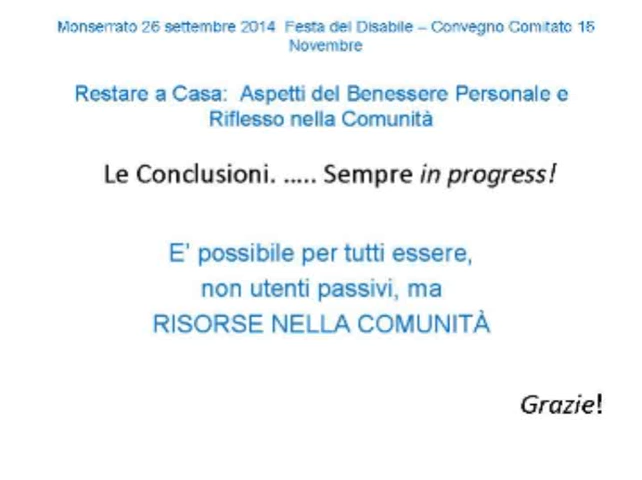 Monserrato 26 settembre 2014 Festa del Disabile – Convegno Comitato 16
Novembre
Restare a Casa: Aspetti del Benessere Personale e
Riflesso nella Comunità
Le Conclusioni. ..... Sempre in progress!
E' possibile per tutti essere,
non utenti passivi, ma
RISORSE NELLA COMUNITÀ
Grazie!